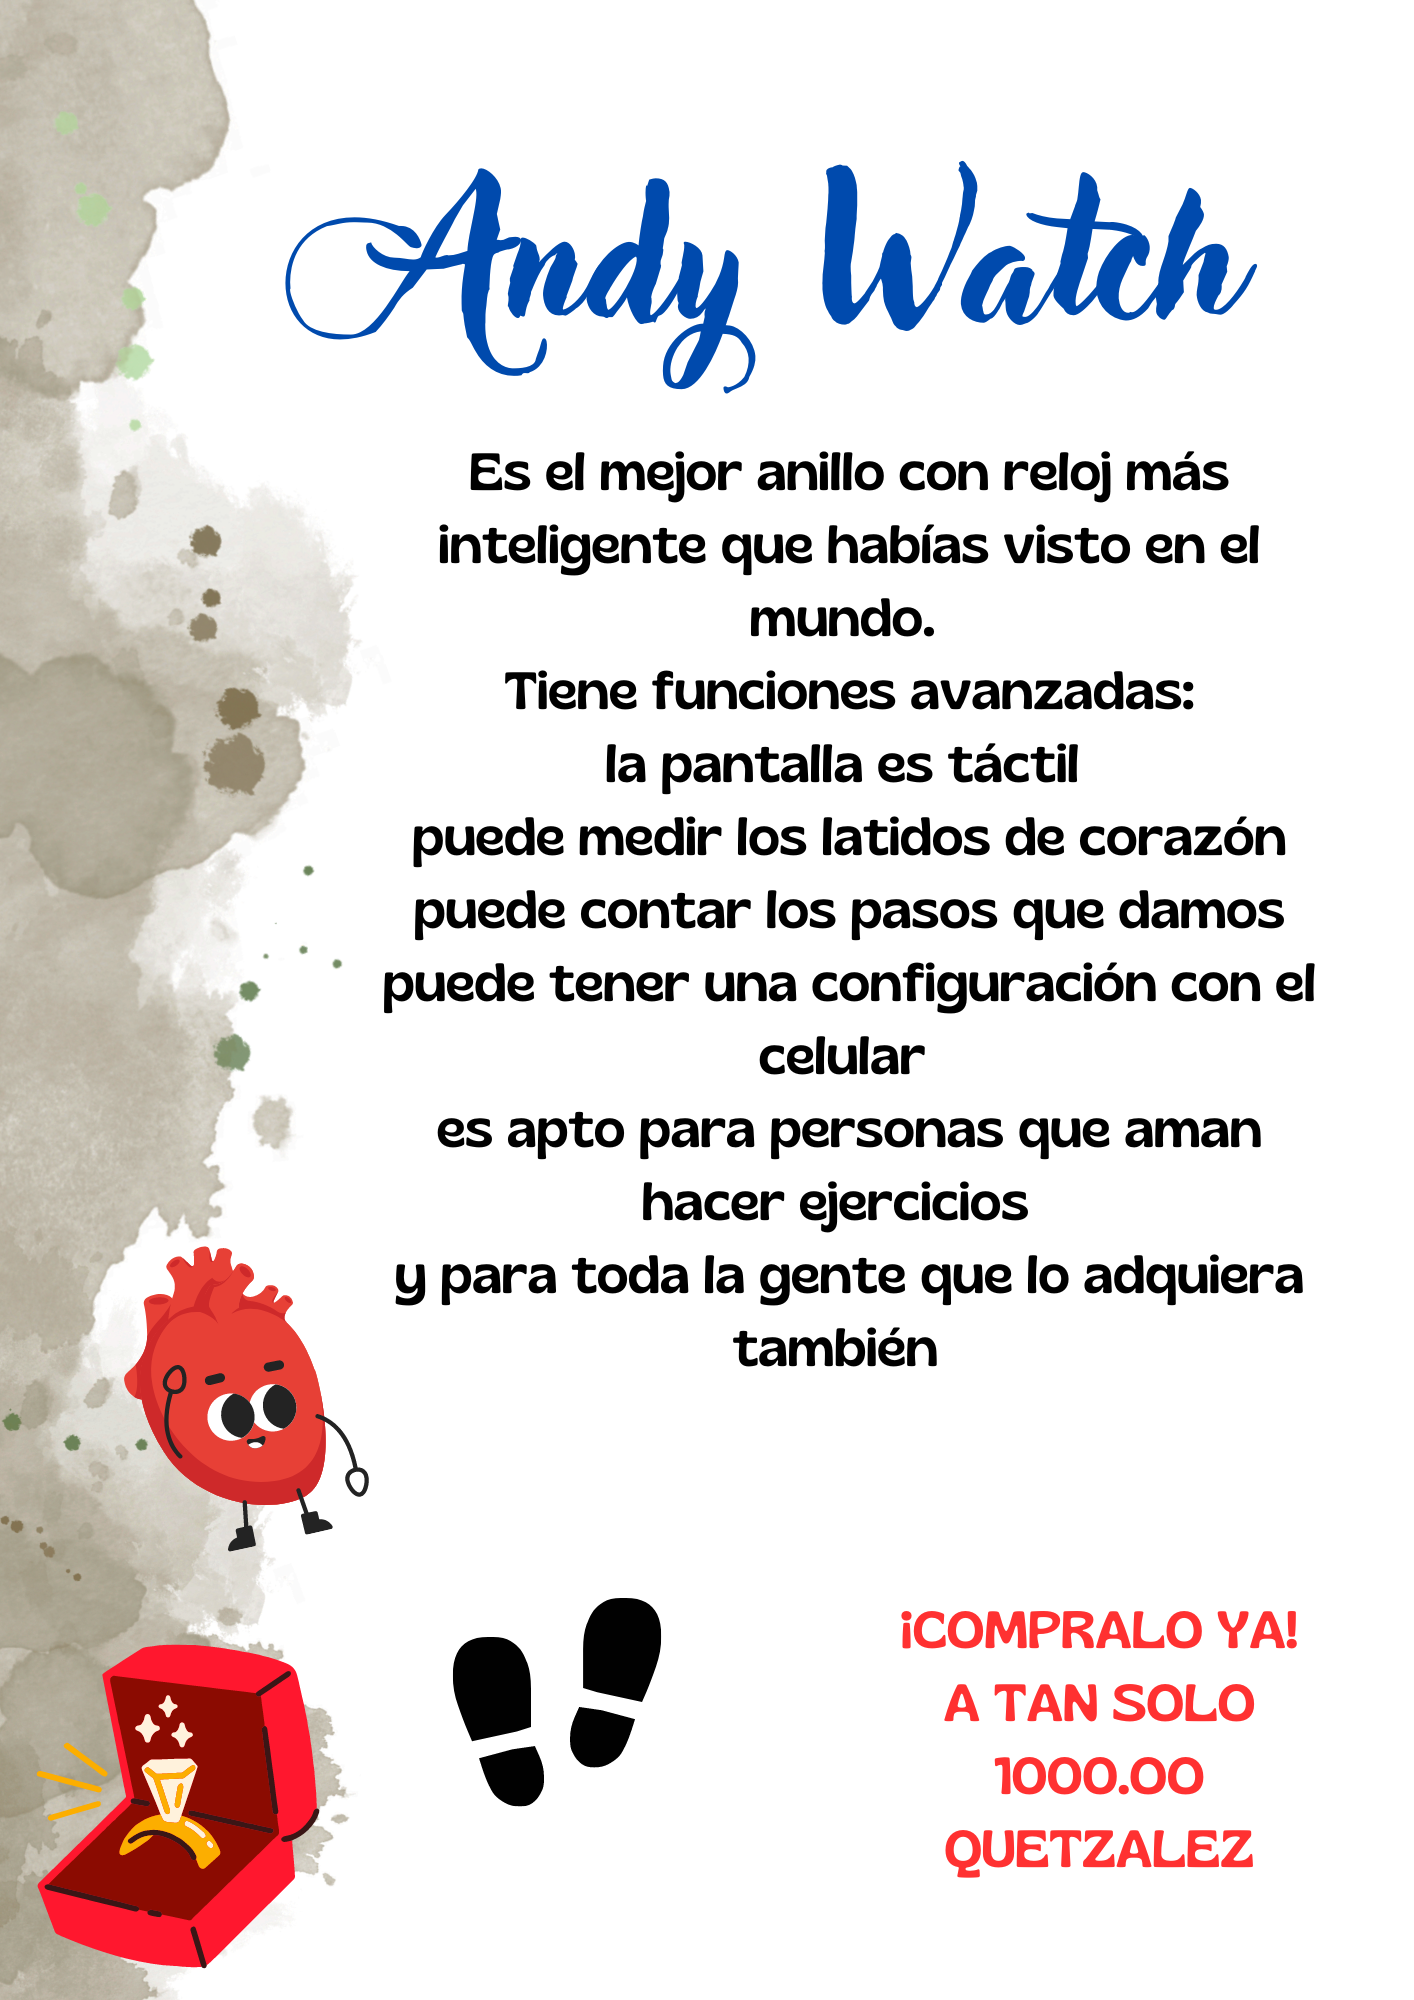 Andy Watch
Es el mejor anillo con reloj más
inteligente que habías visto en el
mundo.
Tiene funciones avanzadas:
la pantalla es táctil
puede medir los latidos de corazón
puede contar los pasos que damos
puede tener una configuración con el
celular
es apto para personas que aman
hacer ejercicios
y para toda la gente que lo adquiera
también
¡COMPRALO YA!
A TAN SOLO
1000.00
QUETZALEZ